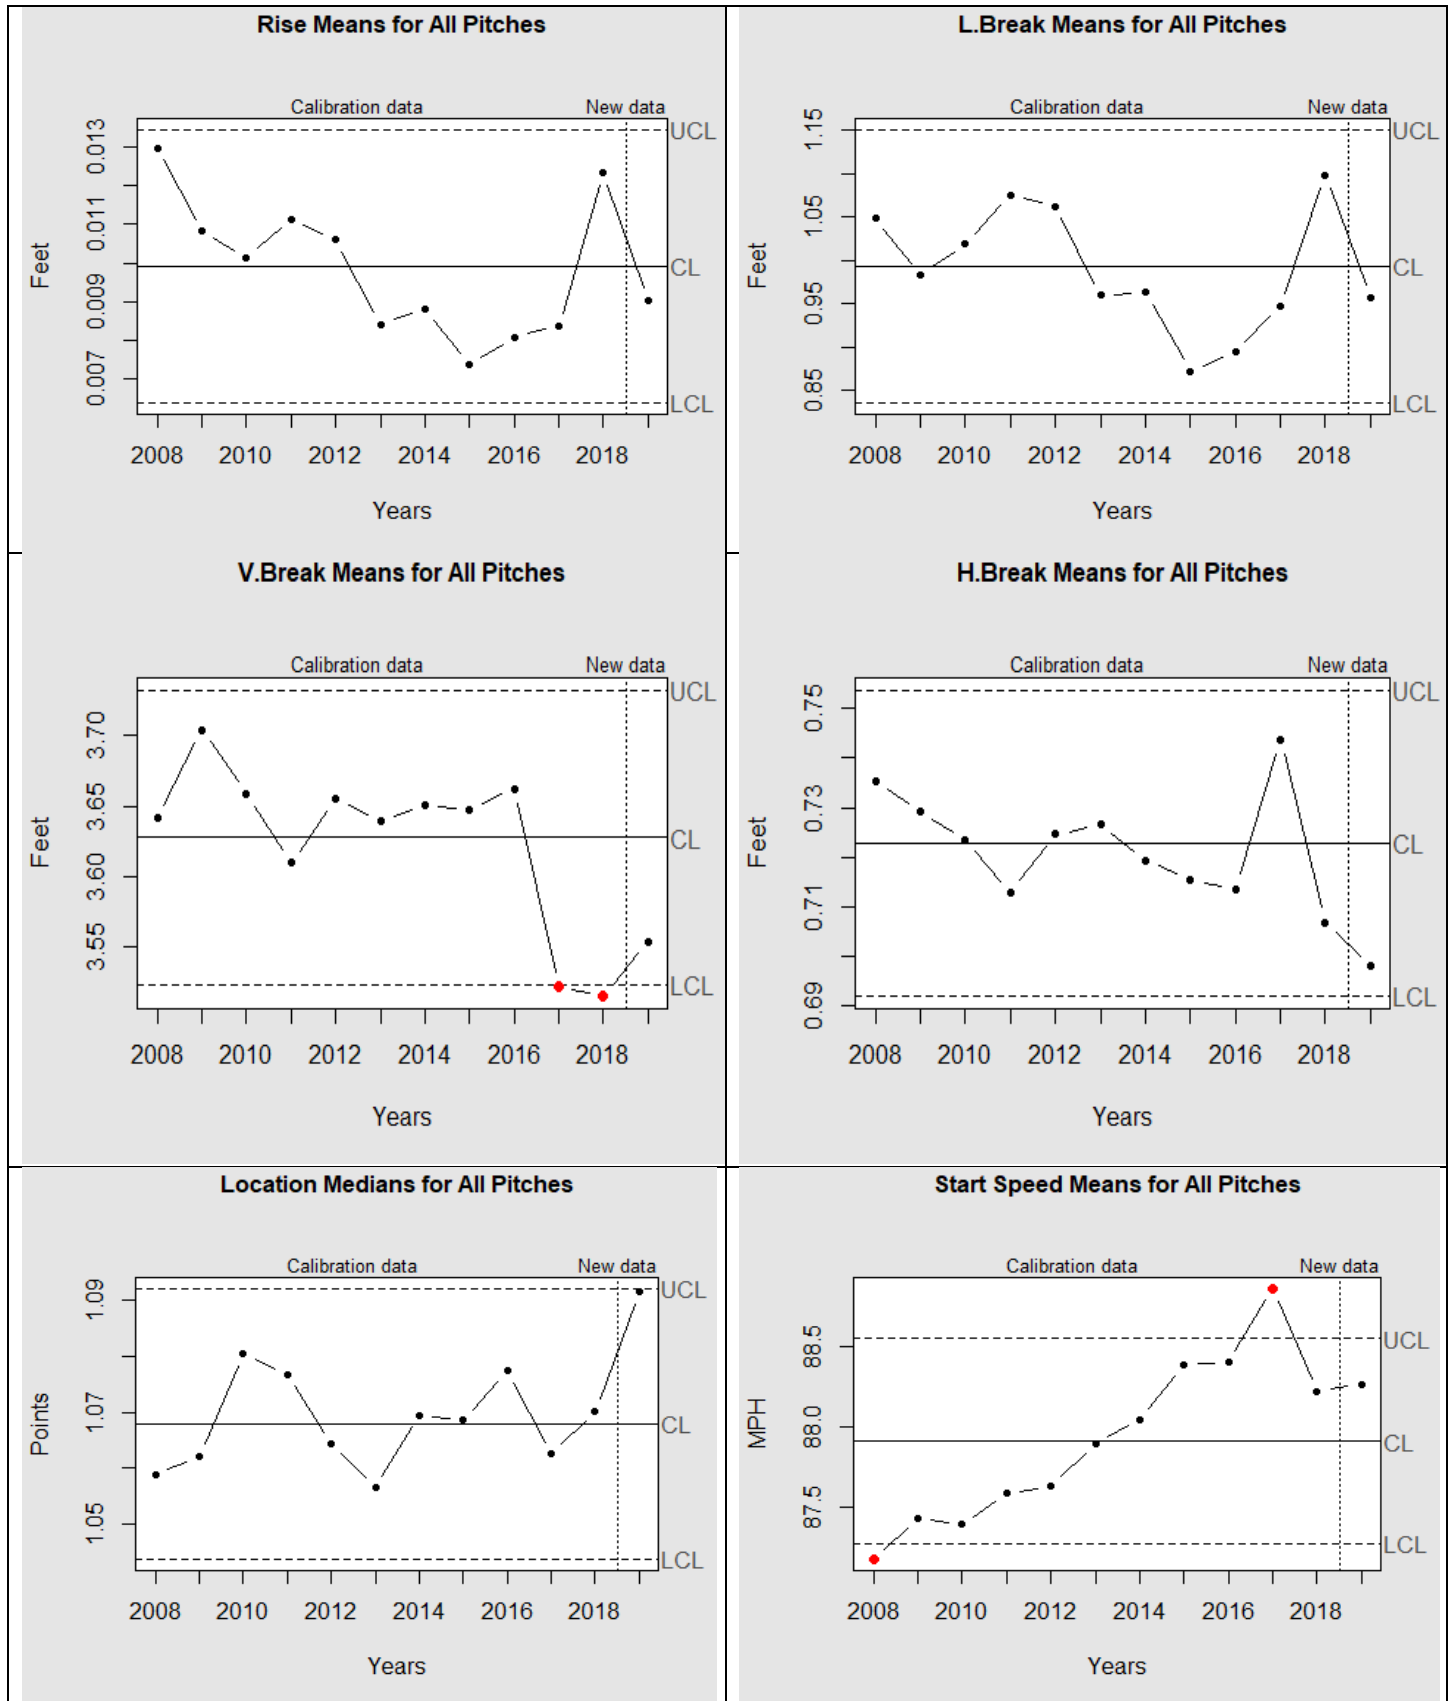 Rise Means for All Pitches
Calibration data New data
UCL
CL
LCL
0.013
0.011
0.009
0.007
Feet
2008 2010 2012 2014 2016 2018
Years
L.Break Means for All Pitches
Calibration data New data
UCL
CL
LCL
1.15
1.05
0.95
0.85
Feet
2008 2010 2012 2014 2016 2018
Years
V.Break Means for All Pitches
Calibration data New data
UCL
CL
LCL
3.70
3.65
3.60
3.55
Feet
2008 2010 2012 2014 2016 2018
Years
H.Break Means for All Pitches
Calibration data New data
UCL
CL
LCL
0.75
0.73
0.71
0.69
Feet
2008 2010 2012 2014 2016 2018
Years
Location Medians for All Pitches
Calibration data New data
UCL
CL
LCL
1.09
1.07
1.05
Points
2008 2010 2012 2014 2016 2018
Years
Start Speed Means for All Pitches
Calibration data New data
UCL
CL
LCL
88.5
88.0
87.5
MPH
2008 2010 2012 2014 2016 2018
Years